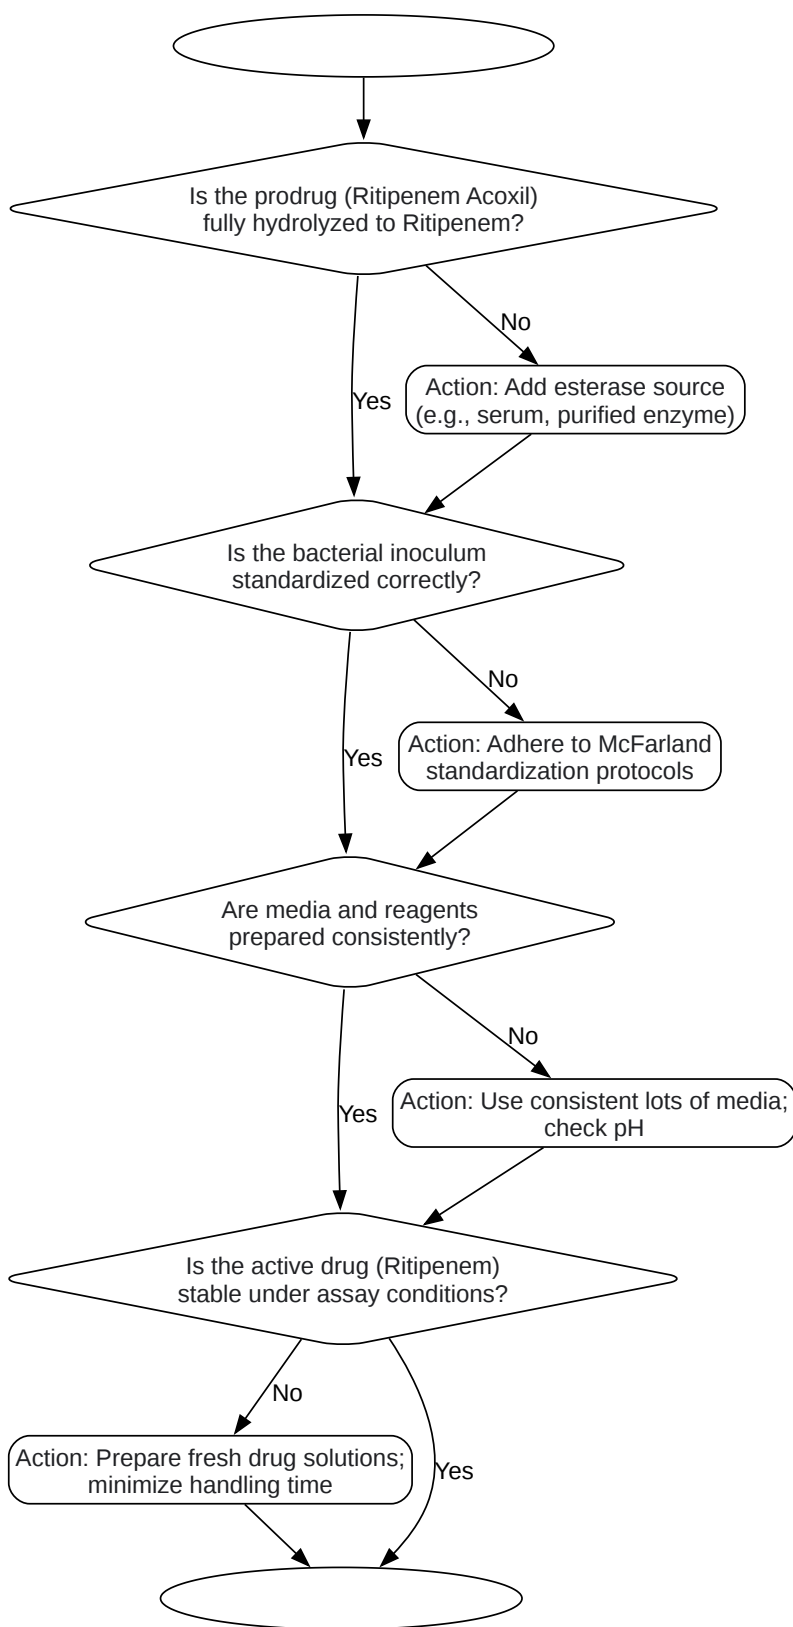 Is the prodrug (Ritipenem Acoxil)
fully hydrolyzed to Ritipenem?
No
Yes
Action: Add esterase source
(e.g., serum, purified enzyme)
Is the bacterial inoculum
standardized correctly?
No
Yes
Action: Adhere to McFarland
standardization protocols
Are media and reagents
prepared consistently?
No
Yes
Action: Use consistent lots of media;
check pH
Is the active drug (Ritipenem)
stable under assay conditions?
No
Action: Prepare fresh drug solutions;
minimize handling time
Yes